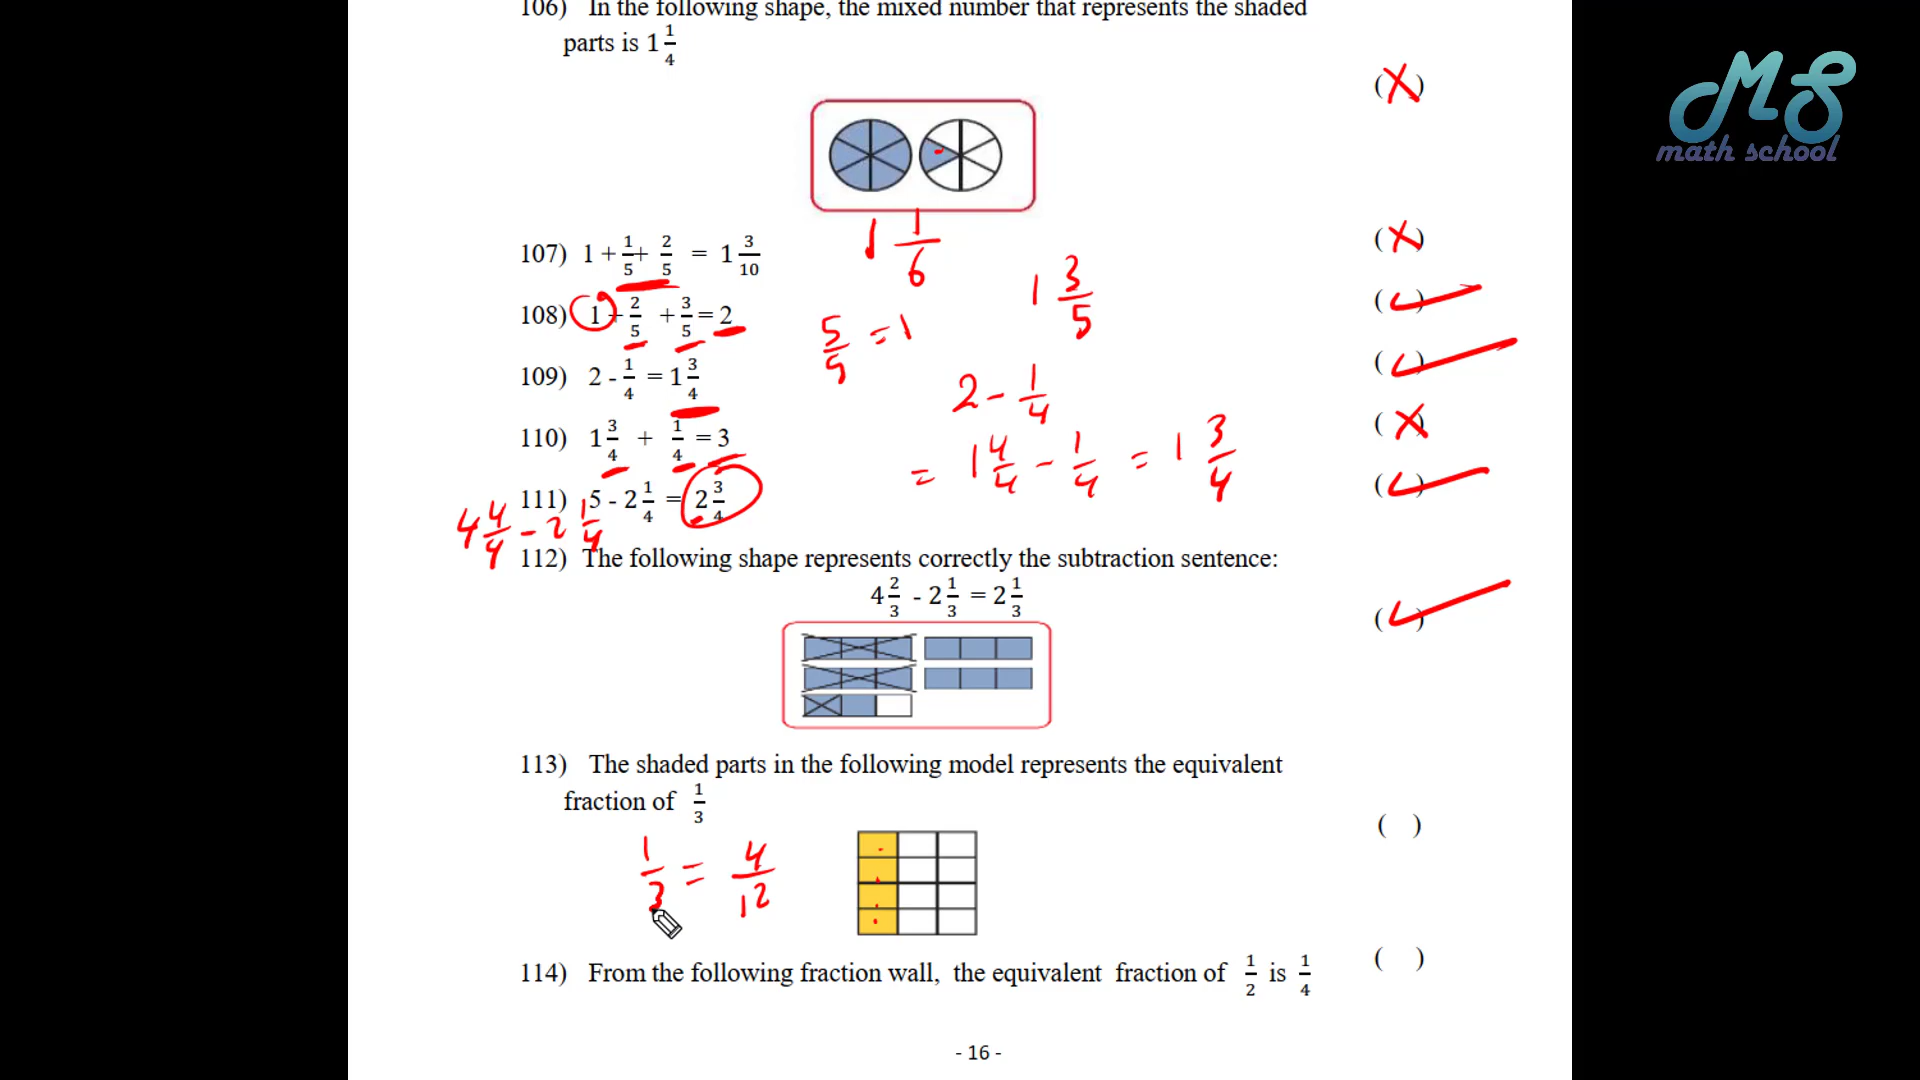 106) In the following shape, the mixed number that represents the shaded
parts is 1 1/4
(X)
MS
math school
1 1/6
107) 1 + 1/5 + 2/5 = 1 3/10
(X)
1 3/5
108) 1 + 2/5 + 3/5 = 2
(✓)
5/5 = 1
109) 2 - 1/4 = 1 3/4
(✓)
2 - 1/4
110) 1 3/4 + 1/4 = 3
(X)
= 1 4/4 - 1/4 = 1 3/4
111) 5 - 2 1/4 = 2 3/4
(✓)
4 4/4 - 2 1/4
112) The following shape represents correctly the subtraction sentence:
4 2/3 - 2 1/3 = 2 1/3
(✓)
113) The shaded parts in the following model represents the equivalent
fraction of 1/3
( )
1/3 = 4/12
114) From the following fraction wall, the equivalent fraction of 1/2 is 1/4
( )
- 16 -